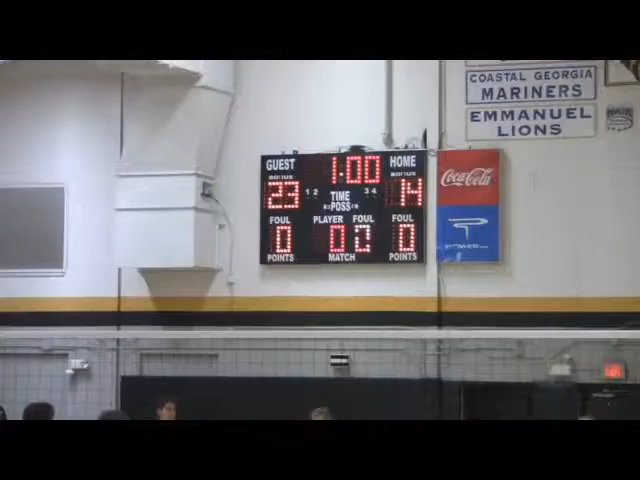 COASTAL GEORGIA
MARINERS
EMMANUEL
LIONS
GUEST
1:00
HOME
BONUS
BONUS
23
1 2
TIME
3 4
14
POSS
FOUL
PLAYER
FOUL
FOUL
0
0
2
0
POINTS
MATCH
POINTS
Coca-Cola